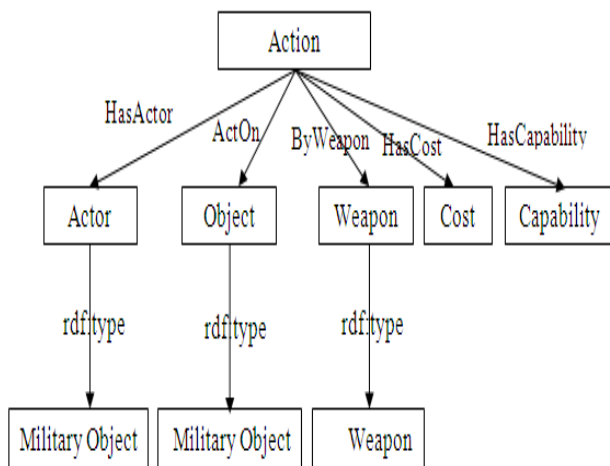 Action
HasActor
ActOn
ByWeapon
HasCost
HasCapability
Actor
Object
Weapon
Cost
Capability
rdf:type
rdf:type
rdf:type
Military Object
Military Object
Weapon